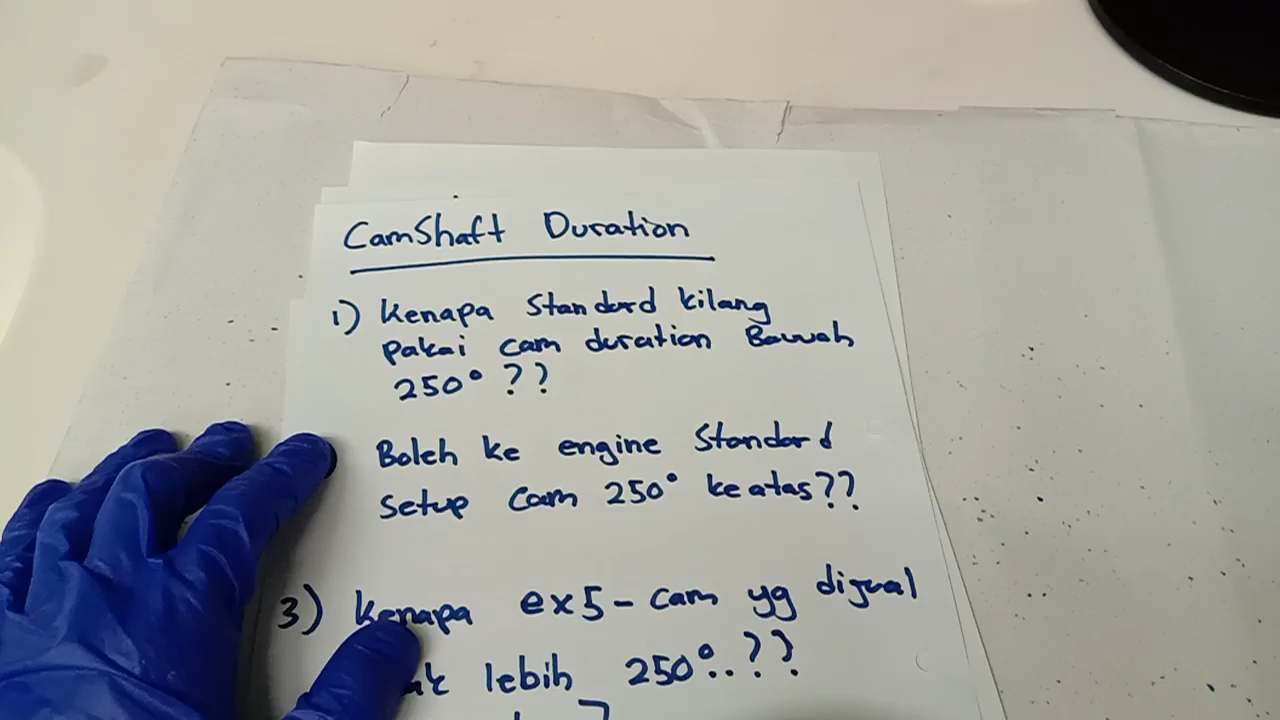 CamShaft Duration
1) Kenapa Standard kilang
pakai cam duration Bawah
250° ??
Boleh ke engine Standard
Setup Cam 250° keatas??
3) Kenapa ex5-cam yg dijual
lebih 250°..??